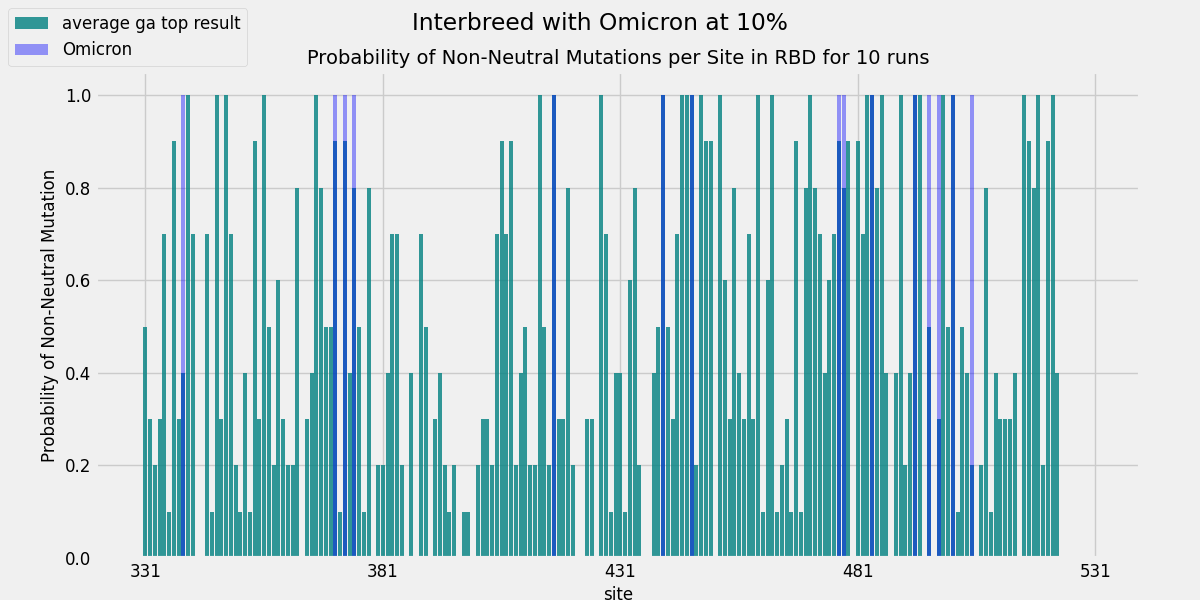 Interbreed with Omicron at 10%
average ga top result
Omicron
Probability of Non-Neutral Mutations per Site in RBD for 10 runs
Probability of Non-Neutral Mutation
1.0
0.8
0.6
0.4
0.2
0.0
331
381
431
481
531
site